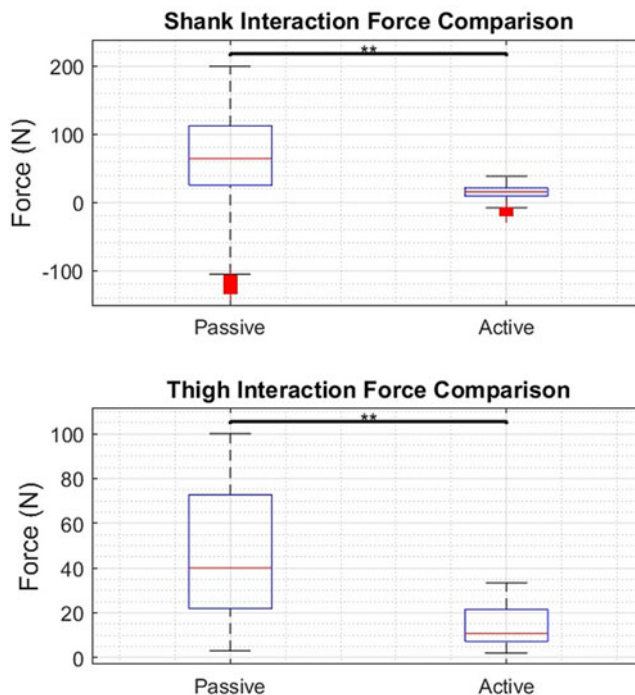 Shank Interaction Force Comparison
**
200
100
0
-100
Force (N)
Passive Active
Thigh Interaction Force Comparison
**
100
80
60
40
20
0
Force (N)
Passive Active